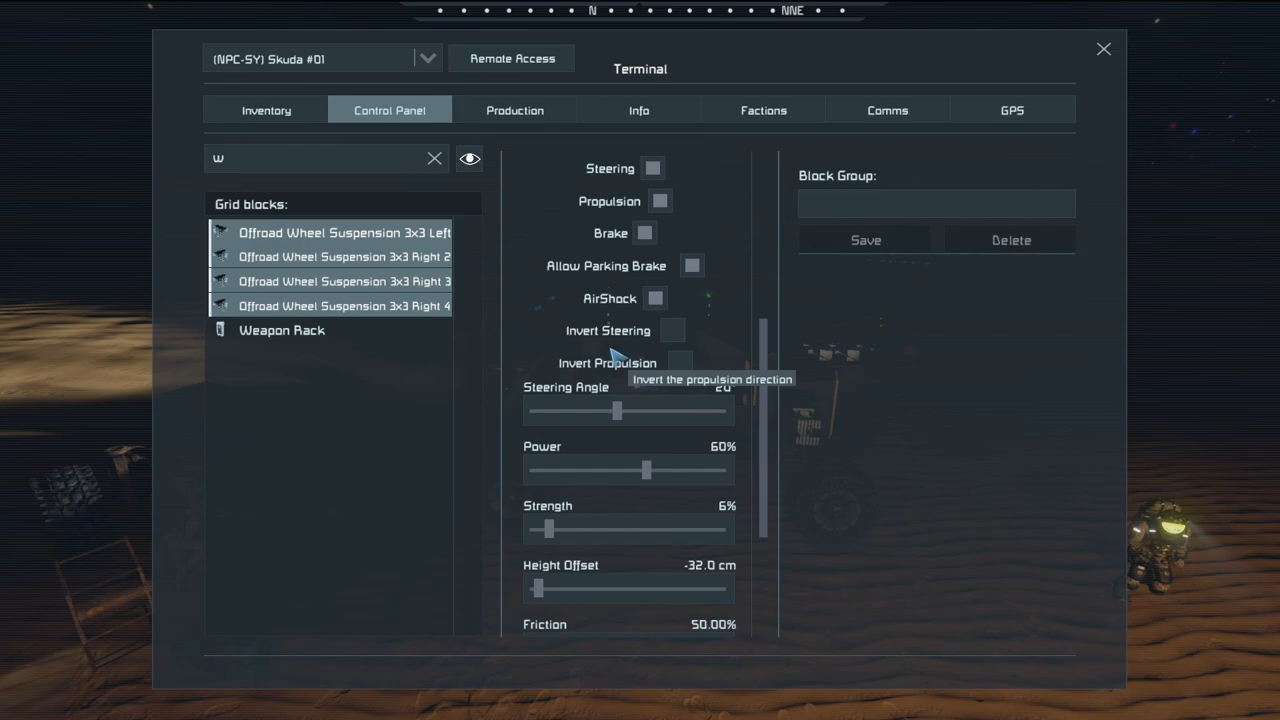 N
NNE
(NPC-SY) Skuda #01
Remote Access
Terminal
Inventory
Control Panel
Production
Info
Factions
Comms
GPS
w
Grid blocks:
Offroad Wheel Suspension 3x3 Left
Offroad Wheel Suspension 3x3 Right 2
Offroad Wheel Suspension 3x3 Right 3
Offroad Wheel Suspension 3x3 Right 4
Weapon Rack
Steering
Propulsion
Brake
Allow Parking Brake
AirShock
Invert Steering
Invert Propulsion
Invert the propulsion direction
Steering Angle
Power 60%
Strength 6%
Height Offset -32.0 cm
Friction 50.00%
Block Group:
Save
Delete